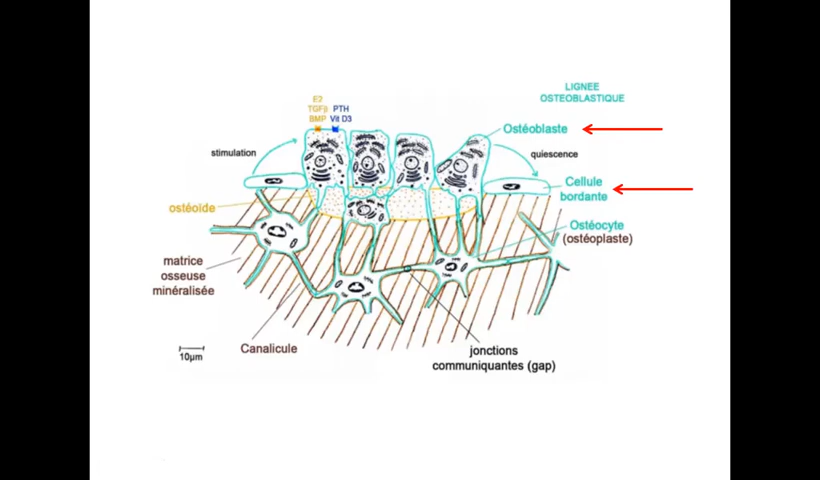 LIGNEE
OSTEOBLASTIQUE
E2
TGFβ PTH
BMP Vit D3
Ostéoblaste
stimulation
quiescence
Cellule
bordante
ostéoïde
Ostéocyte
(ostéoplaste)
matrice
osseuse
minéralisée
Canalicule
jonctions
communiquantes (gap)
10µm